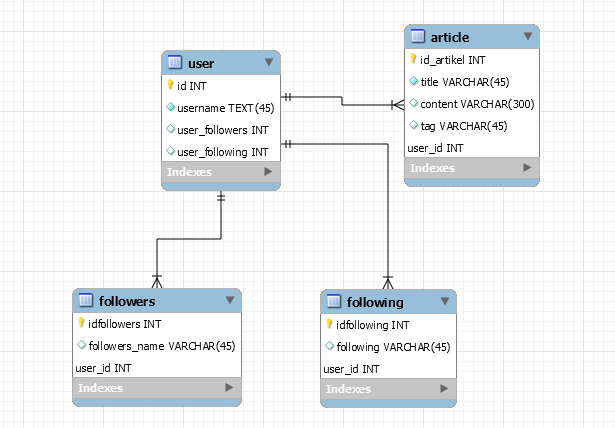 user
id INT
username TEXT(45)
user_followers INT
user_following INT
Indexes
article
id_artikel INT
title VARCHAR(45)
content VARCHAR(300)
tag VARCHAR(45)
user_id INT
Indexes
followers
idfollowers INT
followers_name VARCHAR(45)
user_id INT
Indexes
following
idfollowing INT
following VARCHAR(45)
user_id INT
Indexes